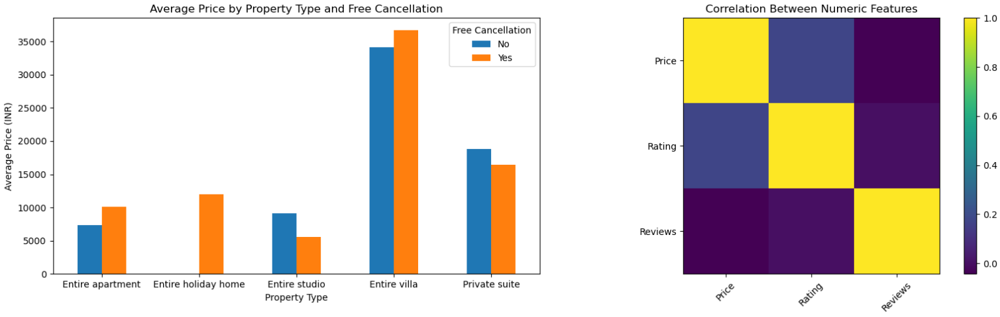 Average Price by Property Type and Free Cancellation
Average Price (INR)
35000
30000
25000
20000
15000
10000
5000
0
Free Cancellation
No
Yes
Entire apartment
Entire holiday home
Entire studio
Entire villa
Private suite
Property Type
Correlation Between Numeric Features
Price
Rating
Reviews
Price
Rating
Reviews
1.0
0.8
0.6
0.4
0.2
0.0